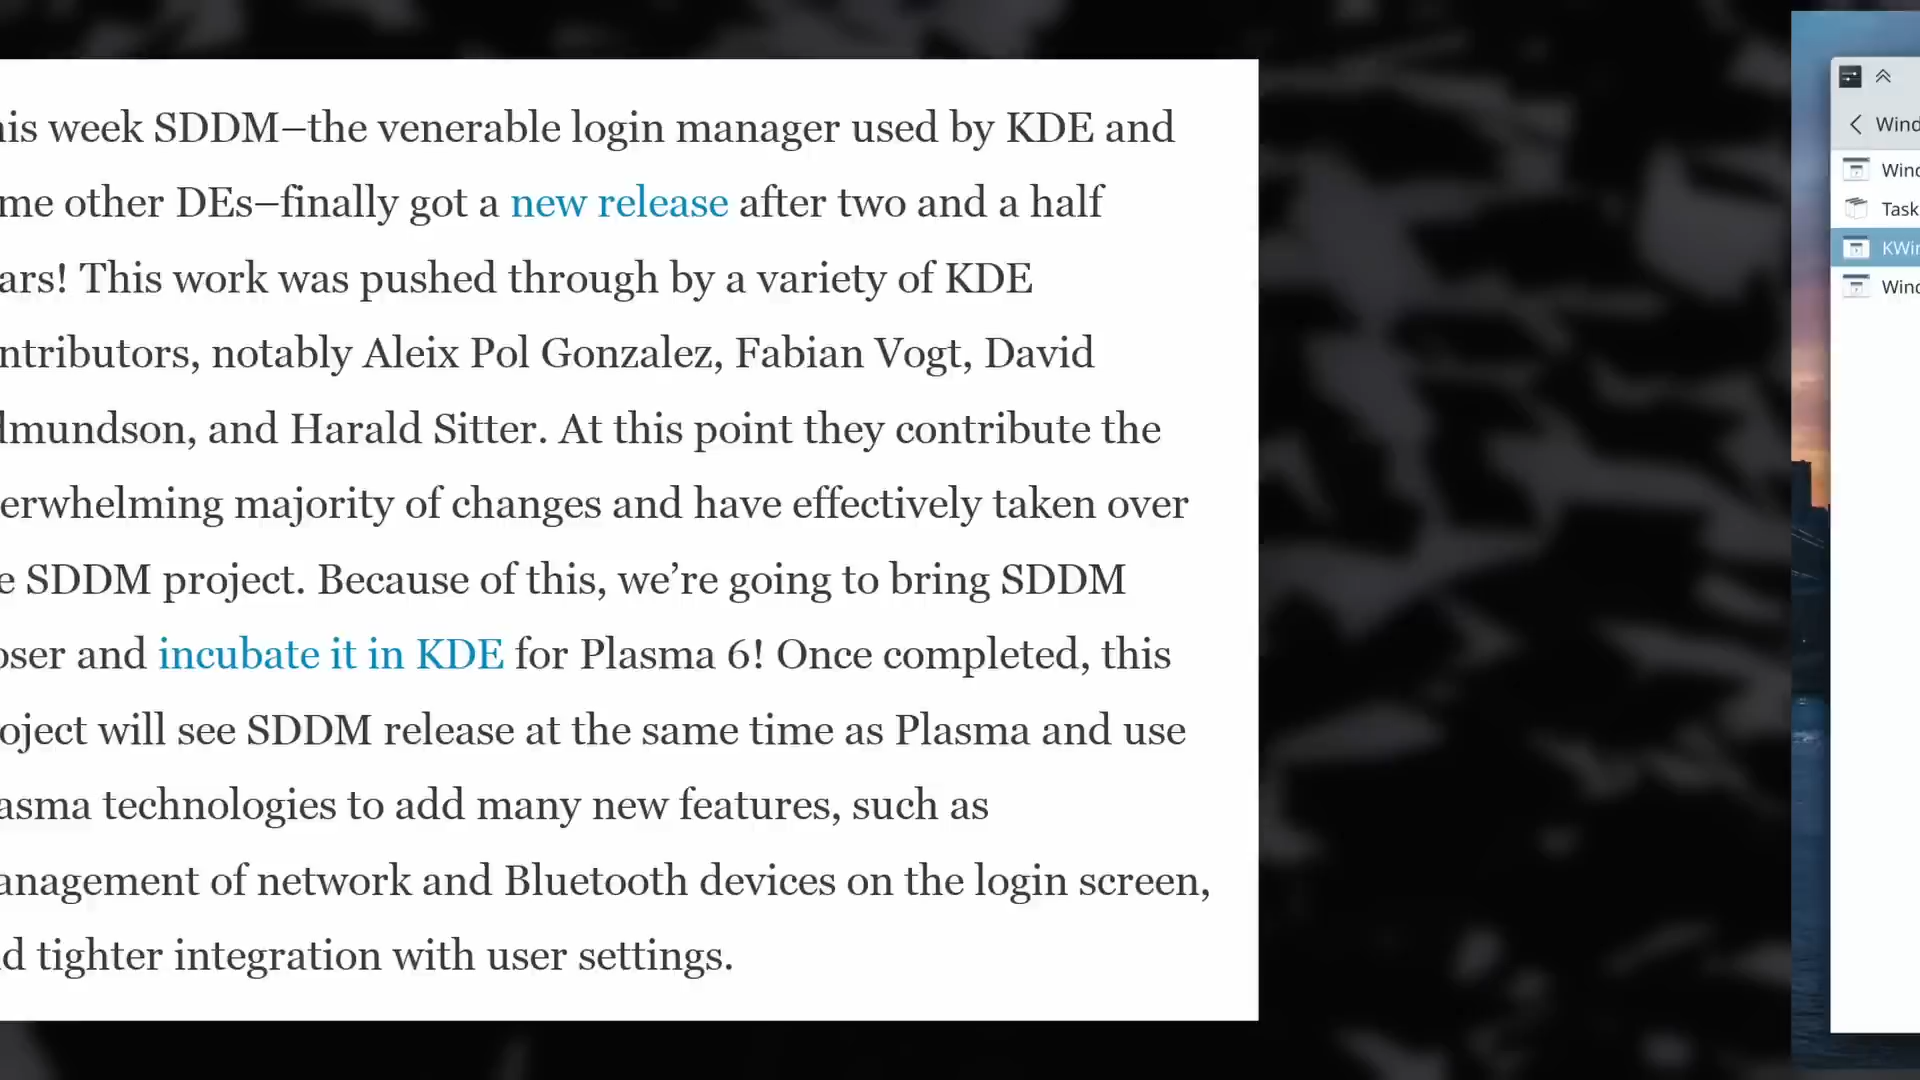 his week SDDM–the venerable login manager used by KDE and
me other DEs–finally got a new release after two and a half
ars! This work was pushed through by a variety of KDE
ntributors, notably Aleix Pol Gonzalez, Fabian Vogt, David
dmundson, and Harald Sitter. At this point they contribute the
erwhelming majority of changes and have effectively taken over
e SDDM project. Because of this, we’re going to bring SDDM
oser and incubate it in KDE for Plasma 6! Once completed, this
oject will see SDDM release at the same time as Plasma and use
asma technologies to add many new features, such as
anagement of network and Bluetooth devices on the login screen,
d tighter integration with user settings.
Wind
Wind
Task
KWin
Wind